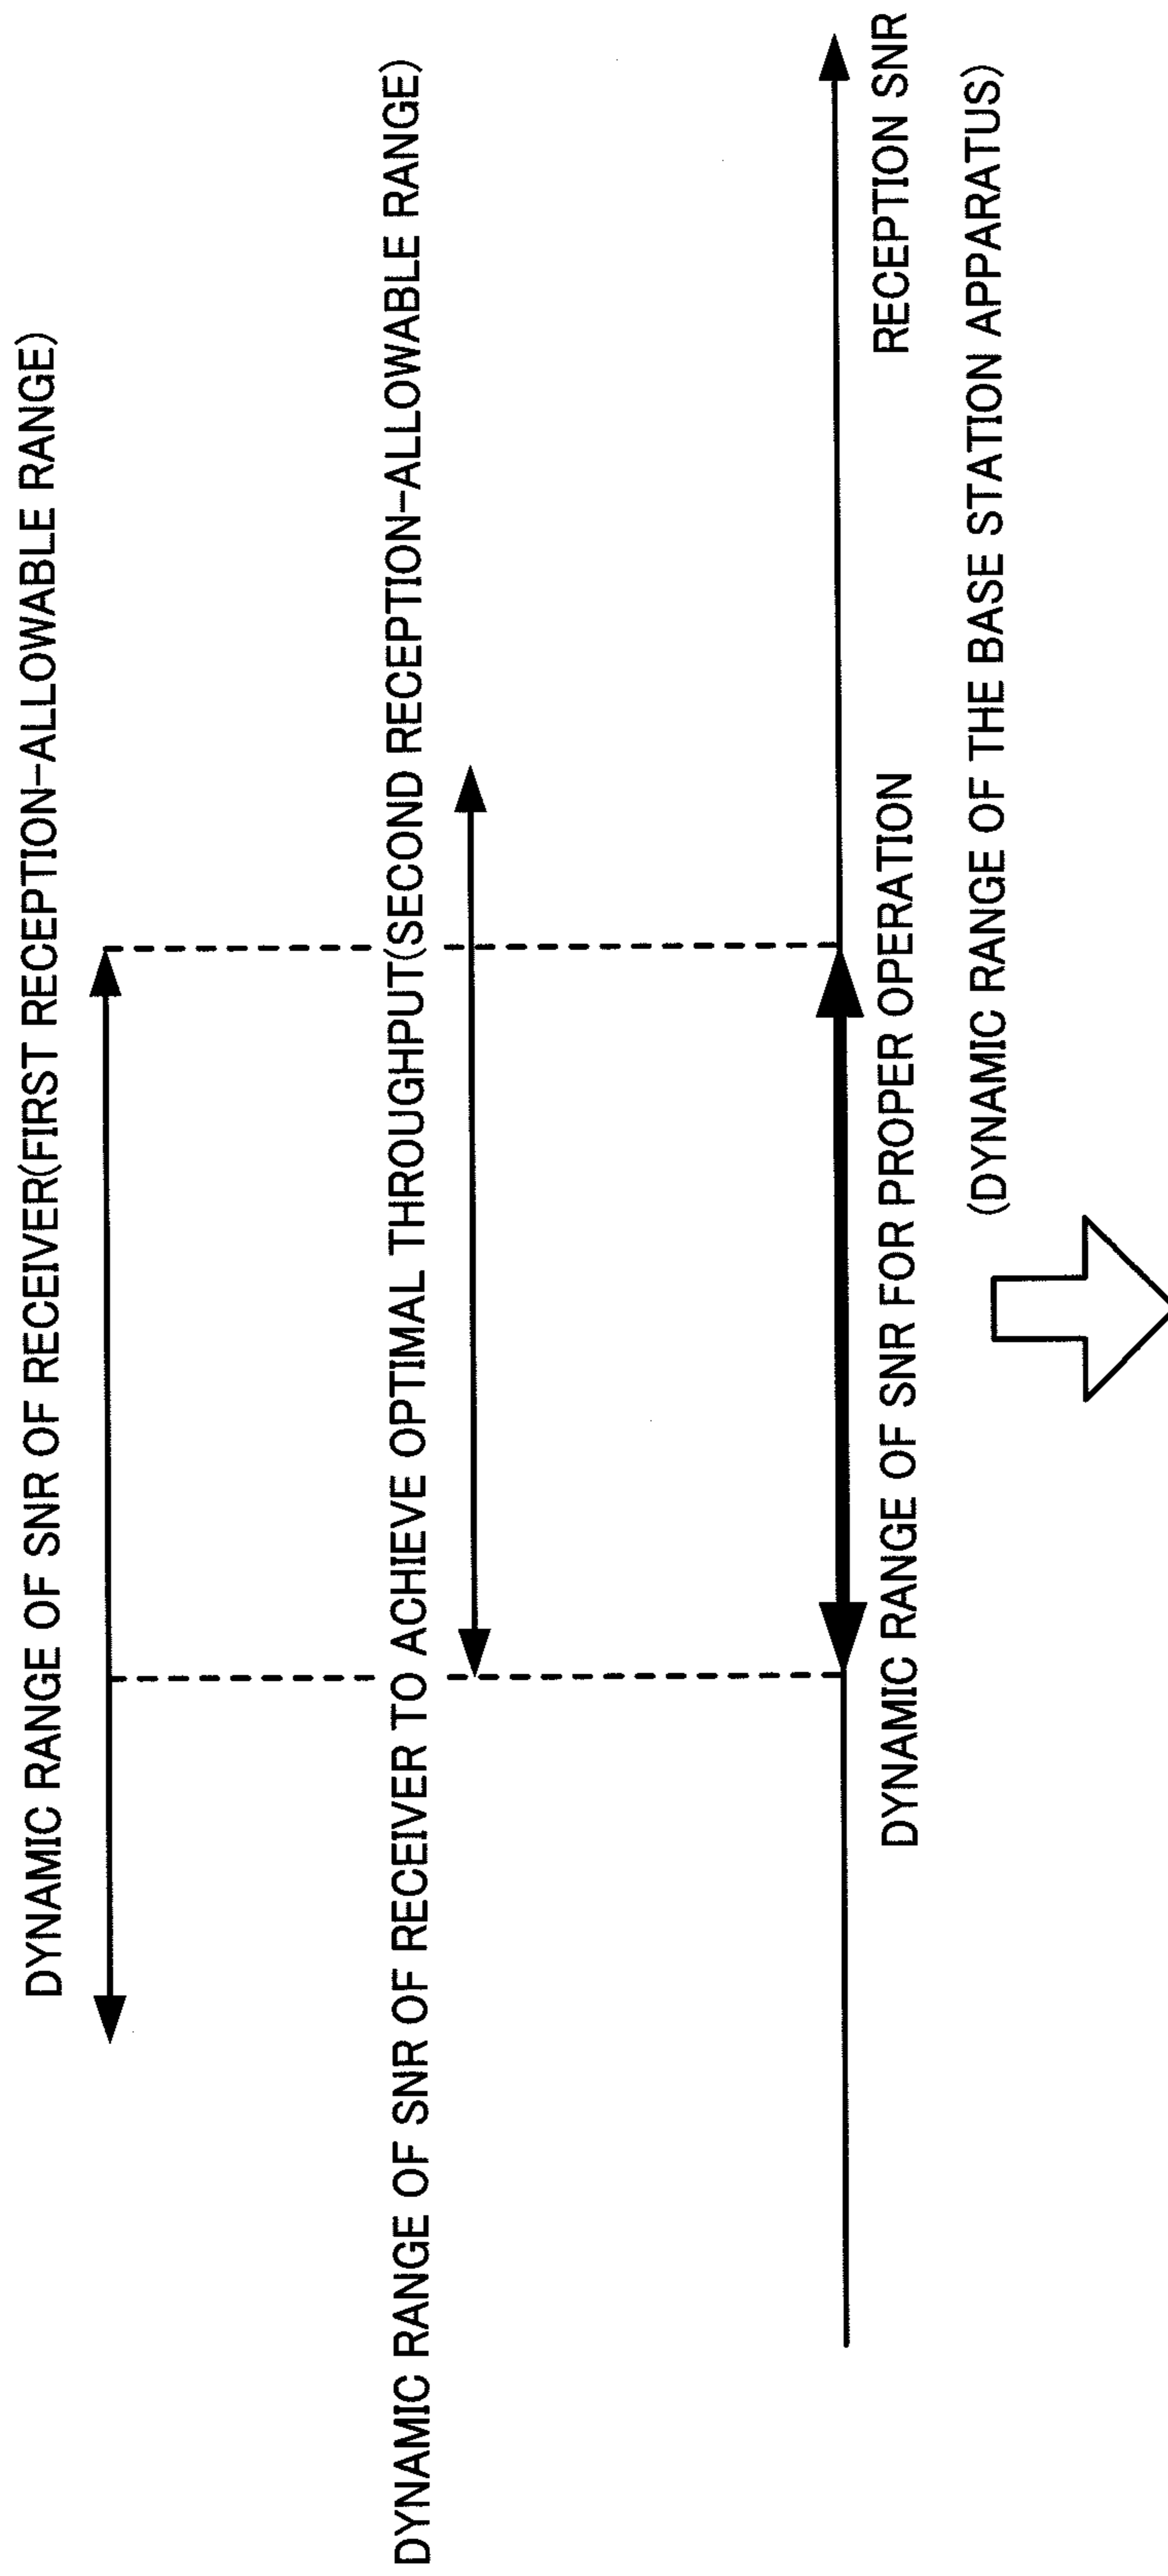 DYNAMIC RANGE OF SNR OF RECEIVER(FIRST RECEPTION-ALLOWABLE RANGE)
DYNAMIC RANGE OF SNR OF RECEIVER TO ACHIEVE OPTIMAL THROUGHPUT(SECOND RECEPTION-ALLOWABLE RANGE)
RECEPTION SNR
DYNAMIC RANGE OF SNR FOR PROPER OPERATION
(DYNAMIC RANGE OF THE BASE STATION APPARATUS)